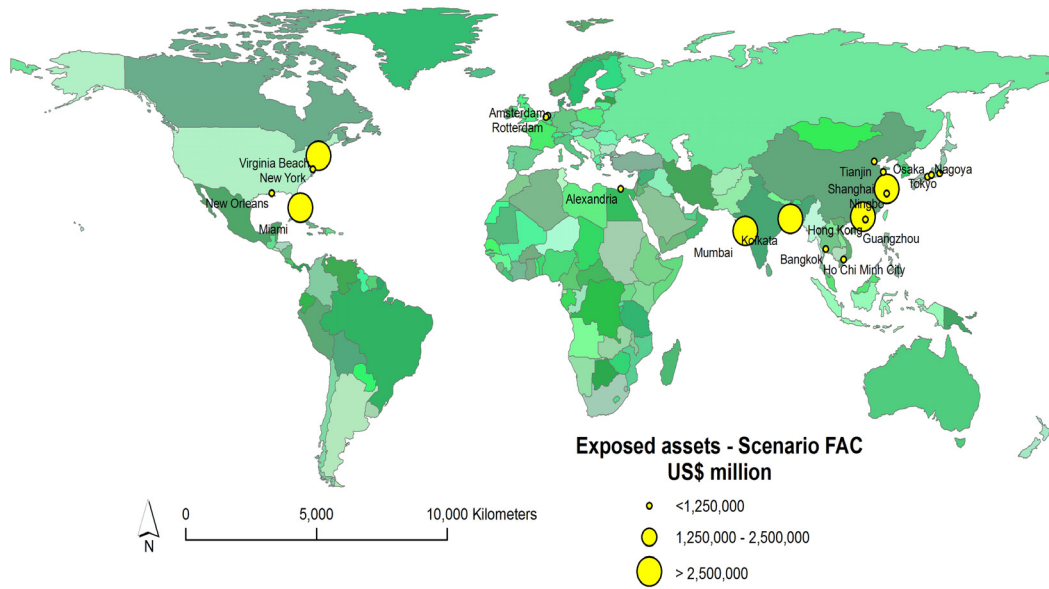 Amsterdam
Rotterdam
Virginia Beach
New York
New Orleans
Miami
Alexandria
Tianjin
Osaka
Nagoya
Tokyo
Shanghai
Ningbo
Mumbai
Kolkata
Hong Kong
Guangzhou
Bangkok
Ho Chi Minh City
Exposed assets - Scenario FAC
US$ million
<1,250,000
1,250,000 - 2,500,000
> 2,500,000
0
5,000
10,000 Kilometers
N